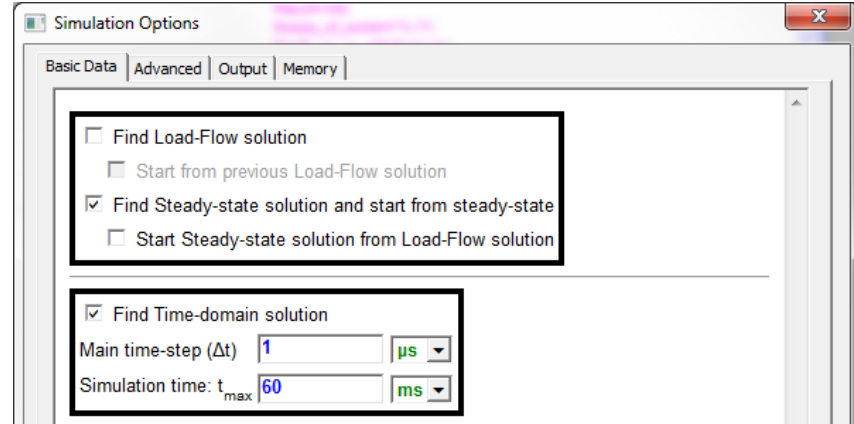 Simulation Options
x
Basic Data Advanced Output Memory
Find Load-Flow solution
Start from previous Load-Flow solution
Find Steady-state solution and start from steady-state
Start Steady-state solution from Load-Flow solution
Find Time-domain solution
Main time-step (Δt) 1 µs
Simulation time: tmax 60 ms